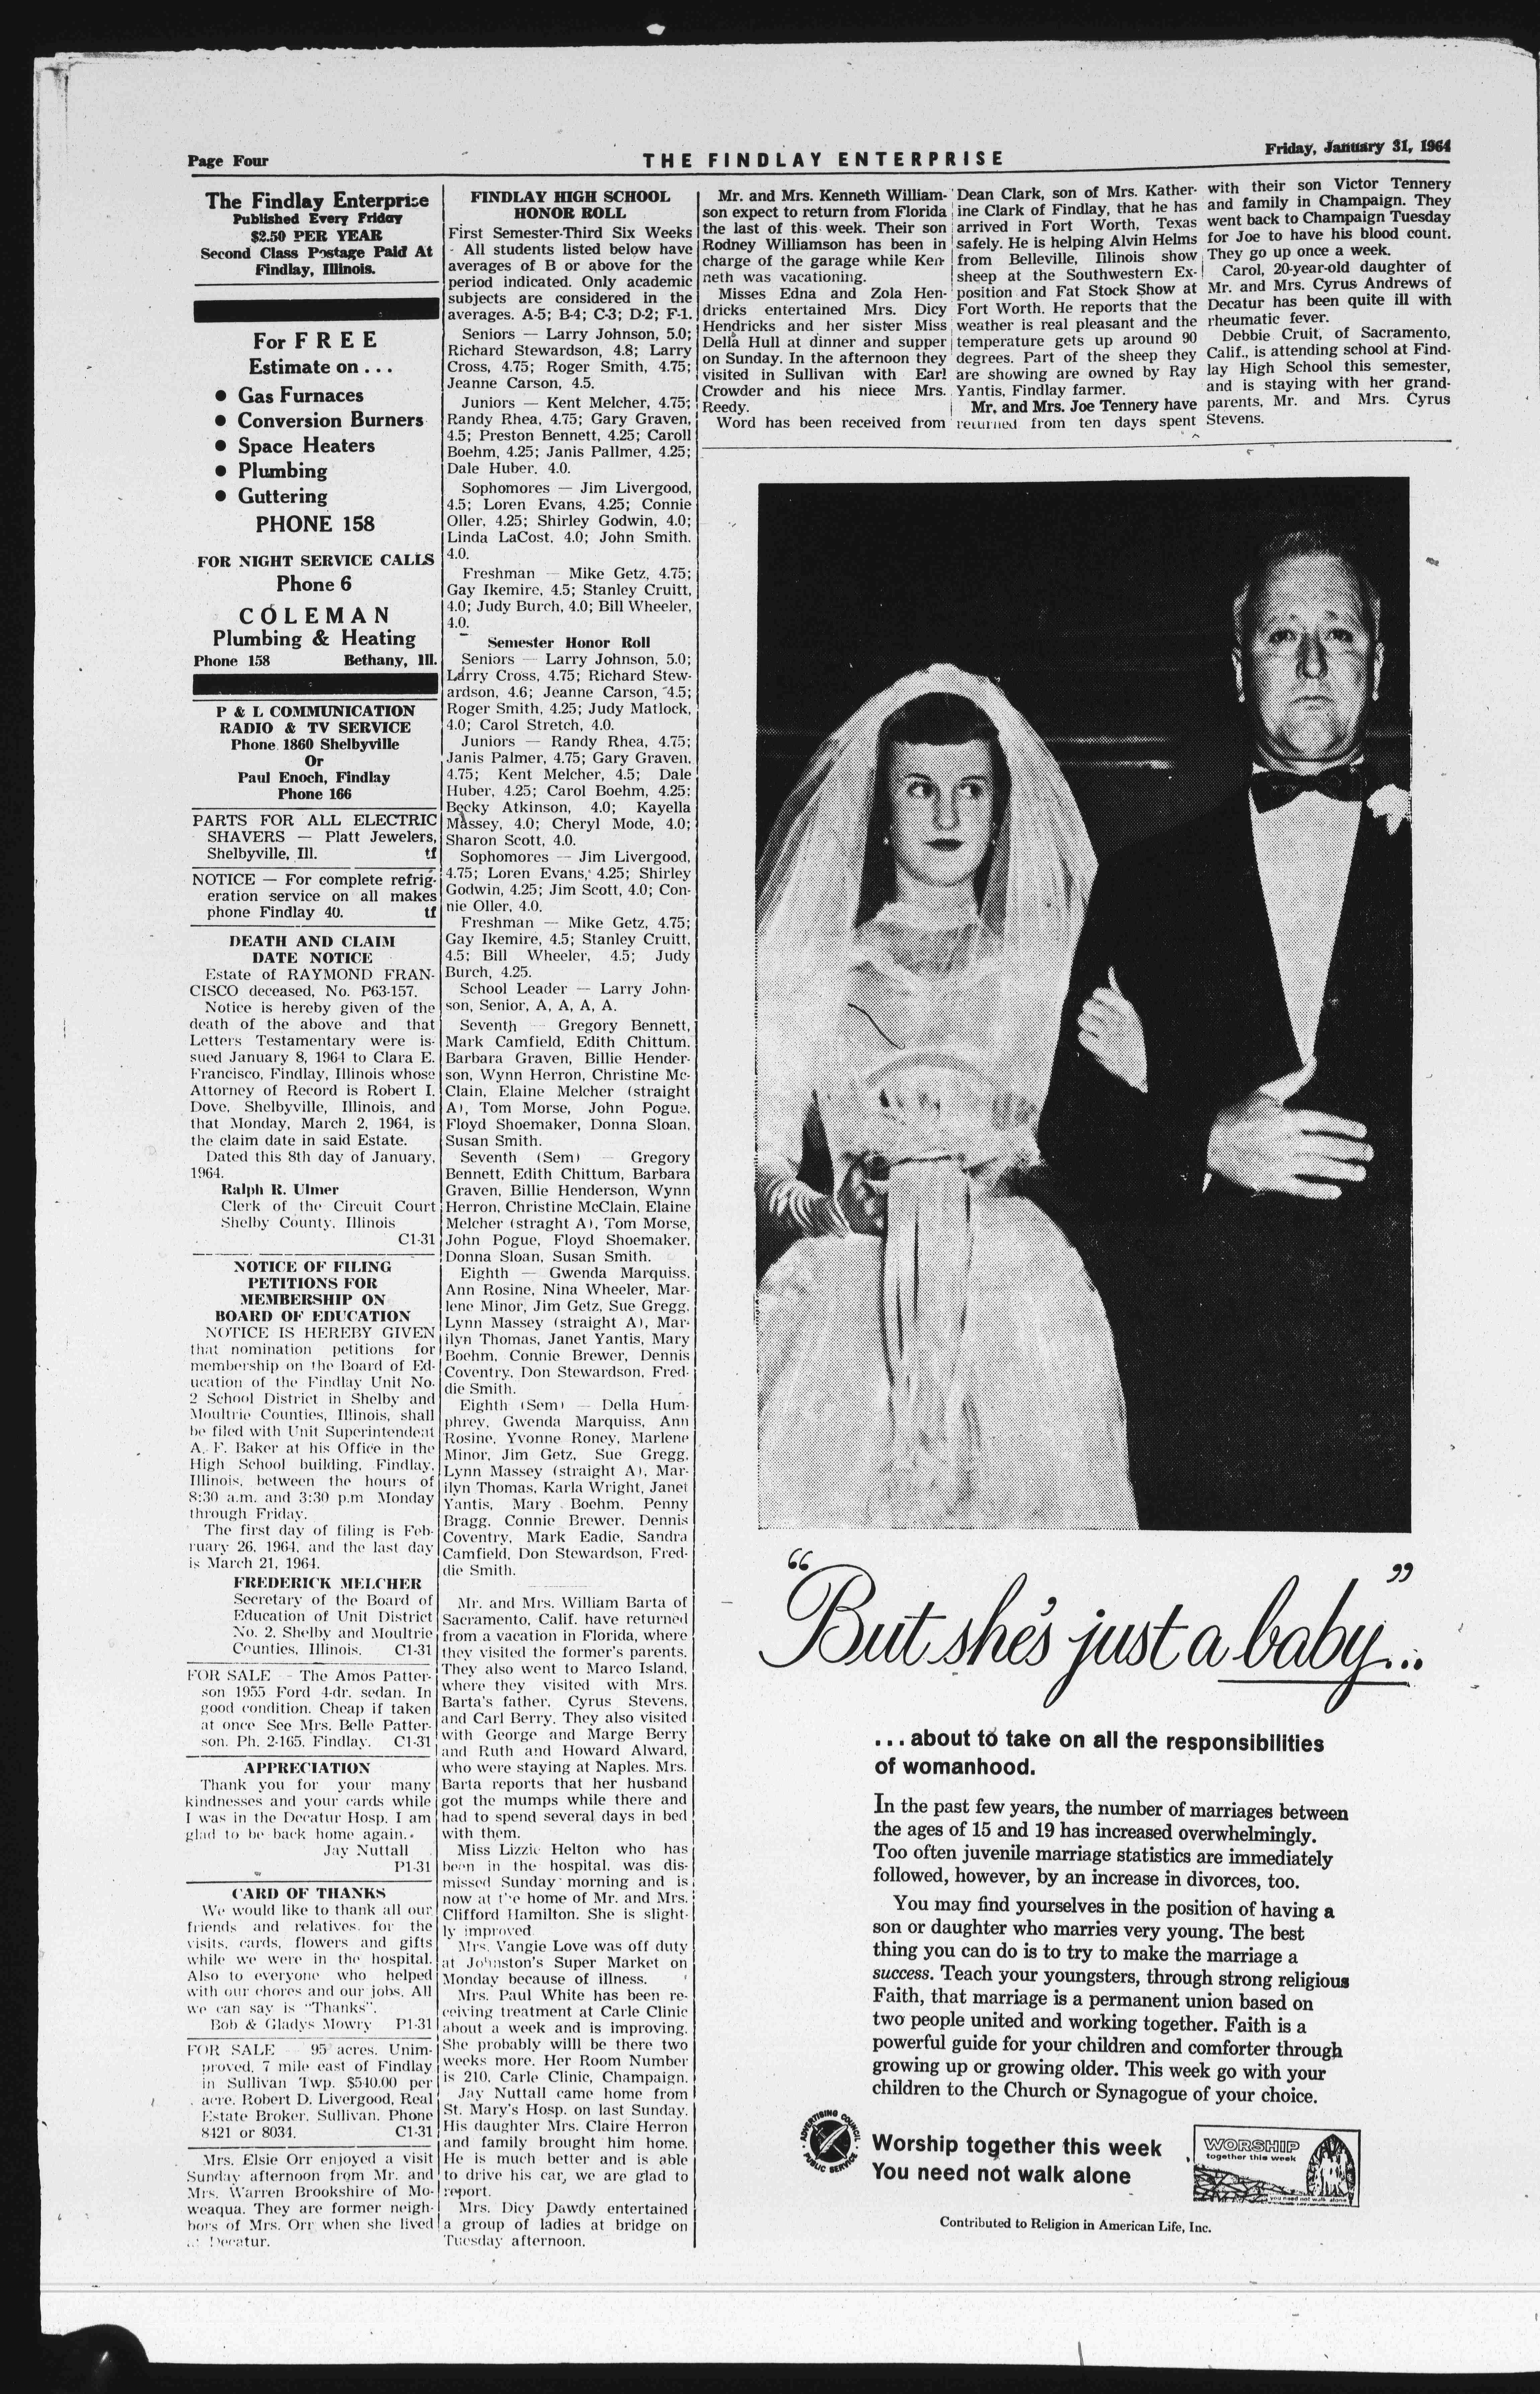 Page Four
THE FINDLAY ENTERPRISE
Friday, January 31, 1964
The Findlay Enterprise
Published Every Friday
$2.50 PER YEAR
Second Class Postage Paid At
Findlay, Illinois.
For FREE
Estimate on . . .
● Gas Furnaces
● Conversion Burners
● Space Heaters
● Plumbing
● Guttering
PHONE 158
FOR NIGHT SERVICE CALLS
Phone 6
COLEMAN
Plumbing & Heating
Phone 158 Bethany, Ill.
P & L COMMUNICATION
RADIO & TV SERVICE
Phone 1860 Shelbyville
Or
Paul Enoch, Findlay
Phone 166
PARTS FOR ALL ELECTRIC
SHAVERS — Platt Jewelers,
Shelbyville, Ill. tf
NOTICE — For complete refrig-
eration service on all makes
phone Findlay 40. tf
DEATH AND CLAIM
DATE NOTICE
Estate of RAYMOND FRAN-
CISCO deceased, No. P63-157.
Notice is hereby given of the
death of the above and that
Letters Testamentary were is-
sued January 8, 1964 to Clara E.
Francisco, Findlay, Illinois whose
Attorney of Record is Robert I.
Dove, Shelbyville, Illinois, and
that Monday, March 2, 1964, is
the claim date in said Estate.
Dated this 8th day of January,
1964.
Ralph R. Ulmer
Clerk of the Circuit Court
Shelby County, Illinois
C1-31
NOTICE OF FILING
PETITIONS FOR
MEMBERSHIP ON
BOARD OF EDUCATION
NOTICE IS HEREBY GIVEN
that nomination petitions for
membership on the Board of Ed-
ucation of the Findlay Unit No.
2 School District in Shelby and
Moultrie Counties, Illinois, shall
be filed with Unit Superintendent
A. F. Baker at his Office in the
High School building, Findlay,
Illinois, between the hours of
8:30 a.m. and 3:30 p.m Monday
through Friday.
The first day of filing is Feb-
ruary 26, 1964, and the last day
is March 21, 1964.
FREDERICK MELCHER
Secretary of the Board of
Education of Unit District
No. 2, Shelby and Moultrie
Counties, Illinois. C1-31
FOR SALE — The Amos Patter-
son 1955 Ford 4-dr. sedan. In
good condition. Cheap if taken
at once See Mrs. Belle Patter-
son. Ph. 2-165, Findlay. C1-31
APPRECIATION
Thank you for your many
kindnesses and your cards while
I was in the Decatur Hosp. I am
glad to be back home again.
Jay Nuttall
P1-31
CARD OF THANKS
We would like to thank all our
friends and relatives for the
visits, cards, flowers and gifts
while we were in the hospital.
Also to everyone who helped
with our chores and our jobs. All
we can say is "Thanks".
Bob & Gladys Mowry P1-31
FOR SALE — 95 acres. Unim-
proved, 7 mile east of Findlay
in Sullivan Twp. $540.00 per
acre. Robert D. Livergood, Real
Estate Broker, Sullivan. Phone
8421 or 8034. C1-31
Mrs. Elsie Orr enjoyed a visit
Sunday afternoon from Mr. and
Mrs. Warren Brookshire of Mo-
weaqua. They are former neigh-
bors of Mrs. Orr when she lived
Decatur.
FINDLAY HIGH SCHOOL
HONOR ROLL
First Semester-Third Six Weeks
- All students listed below have
averages of B or above for the
period indicated. Only academic
subjects are considered in the
averages. A-5; B-4; C-3; D-2; F-1.
Seniors — Larry Johnson, 5.0;
Richard Stewardson, 4.8; Larry
Cross, 4.75; Roger Smith, 4.75;
Jeanne Carson, 4.5.
Juniors — Kent Melcher, 4.75;
Randy Rhea, 4.75; Gary Graven,
4.5; Preston Bennett, 4.25; Caroll
Boehm, 4.25; Janis Pallmer, 4.25;
Dale Huber, 4.0.
Sophomores — Jim Livergood,
4.5; Loren Evans, 4.25; Connie
Oller, 4.25; Shirley Godwin, 4.0;
Linda LaCost, 4.0; John Smith,
4.0.
Freshman — Mike Getz, 4.75;
Gay Ikemire, 4.5; Stanley Cruitt,
4.0; Judy Burch, 4.0; Bill Wheeler,
4.0.
Semester Honor Roll
Seniors — Larry Johnson, 5.0;
Larry Cross, 4.75; Richard Stew-
ardson, 4.6; Jeanne Carson, 4.5;
Roger Smith, 4.25; Judy Matlock,
4.0; Carol Stretch, 4.0.
Juniors — Randy Rhea, 4.75;
Janis Palmer, 4.75; Gary Graven,
4.75; Kent Melcher, 4.5; Dale
Huber, 4.25; Carol Boehm, 4.25;
Becky Atkinson, 4.0; Kayella
Massey, 4.0; Cheryl Mode, 4.0;
Sharon Scott, 4.0.
Sophomores — Jim Livergood,
4.75; Loren Evans, 4.25; Shirley
Godwin, 4.25; Jim Scott, 4.0; Con-
nie Oller, 4.0.
Freshman — Mike Getz, 4.75;
Gay Ikemire, 4.5; Stanley Cruitt,
4.5; Bill Wheeler, 4.5; Judy
Burch, 4.25.
School Leader — Larry John-
son, Senior, A, A, A, A.
Seventh — Gregory Bennett,
Mark Camfield, Edith Chittum,
Barbara Graven, Billie Hender-
son, Wynn Herron, Christine Mc-
Clain, Elaine Melcher (straight
A), Tom Morse, John Pogue,
Floyd Shoemaker, Donna Sloan,
Susan Smith.
Seventh (Sem) — Gregory
Bennett, Edith Chittum, Barbara
Graven, Billie Henderson, Wynn
Herron, Christine McClain, Elaine
Melcher (straght A), Tom Morse,
John Pogue, Floyd Shoemaker,
Donna Sloan, Susan Smith.
Eighth — Gwenda Marquiss,
Ann Rosine, Nina Wheeler, Mar-
lene Minor, Jim Getz, Sue Gregg,
Lynn Massey (straight A), Mar-
ilyn Thomas, Janet Yantis, Mary
Boehm, Connie Brewer, Dennis
Coventry, Don Stewardson, Fred-
die Smith.
Eighth (Sem) — Della Hum-
phrey, Gwenda Marquiss, Ann
Rosine, Yvonne Roney, Marlene
Minor, Jim Getz, Sue Gregg,
Lynn Massey (straight A), Mar-
ilyn Thomas, Karla Wright, Janet
Yantis, Mary Boehm, Penny
Bragg, Connie Brewer, Dennis
Coventry, Mark Eadie, Sandra
Camfield, Don Stewardson, Fred-
die Smith.
Mr. and Mrs. William Barta of
Sacramento, Calif. have returned
from a vacation in Florida, where
they visited the former's parents.
They also went to Marco Island,
where they visited with Mrs.
Barta's father, Cyrus Stevens,
and Carl Berry. They also visited
with George and Marge Berry
and Ruth and Howard Alward,
who were staying at Naples. Mrs.
Barta reports that her husband
got the mumps while there and
had to spend several days in bed
with them.
Miss Lizzie Helton who has
been in the hospital, was dis-
missed Sunday morning and is
now at the home of Mr. and Mrs.
Clifford Hamilton. She is slight-
ly improved.
Mrs. Vangie Love was off duty
at Johnston's Super Market on
Monday because of illness.
Mrs. Paul White has been re-
ceiving treatment at Carle Clinic
about a week and is improving.
She probably willl be there two
weeks more. Her Room Number
is 210, Carle Clinic, Champaign.
Jay Nuttall came home from
St. Mary's Hosp. on last Sunday.
His daughter Mrs. Claire Herron
and family brought him home.
He is much better and is able
to drive his car, we are glad to
report.
Mrs. Dicy Dawdy entertained
a group of ladies at bridge on
Tuesday afternoon.
Mr. and Mrs. Kenneth William-
son expect to return from Florida
the last of this week. Their son
Rodney Williamson has been in
charge of the garage while Ken-
neth was vacationing.
Misses Edna and Zola Hen-
dricks entertained Mrs. Dicy
Hendricks and her sister Miss
Della Hull at dinner and supper
on Sunday. In the afternoon they
visited in Sullivan with Earl
Crowder and his niece Mrs.
Reedy.
Word has been received from
Dean Clark, son of Mrs. Kather-
ine Clark of Findlay, that he has
arrived in Fort Worth, Texas
safely. He is helping Alvin Helms
from Belleville, Illinois show
sheep at the Southwestern Ex-
position and Fat Stock Show at
Fort Worth. He reports that the
weather is real pleasant and the
temperature gets up around 90
degrees. Part of the sheep they
are showing are owned by Ray
Yantis, Findlay farmer.
Mr. and Mrs. Joe Tennery have
returned from ten days spent
with their son Victor Tennery
and family in Champaign. They
went back to Champaign Tuesday
for Joe to have his blood count.
They go up once a week.
Carol, 20-year-old daughter of
Mr. and Mrs. Cyrus Andrews of
Decatur has been quite ill with
rheumatic fever.
Debbie Cruit, of Sacramento,
Calif., is attending school at Find-
lay High School this semester,
and is staying with her grand-
parents, Mr. and Mrs. Cyrus
Stevens.
"But she's just a baby..."
...about to take on all the responsibilities
of womanhood.
In the past few years, the number of marriages between
the ages of 15 and 19 has increased overwhelmingly.
Too often juvenile marriage statistics are immediately
followed, however, by an increase in divorces, too.
You may find yourselves in the position of having a
son or daughter who marries very young. The best
thing you can do is to try to make the marriage a
success. Teach your youngsters, through strong religious
Faith, that marriage is a permanent union based on
two people united and working together. Faith is a
powerful guide for your children and comforter through
growing up or growing older. This week go with your
children to the Church or Synagogue of your choice.
ADVERTISING COUNCIL
PUBLIC SERVICE
Worship together this week
You need not walk alone
WORSHIP
together this week
you need not walk alone
Contributed to Religion in American Life, Inc.